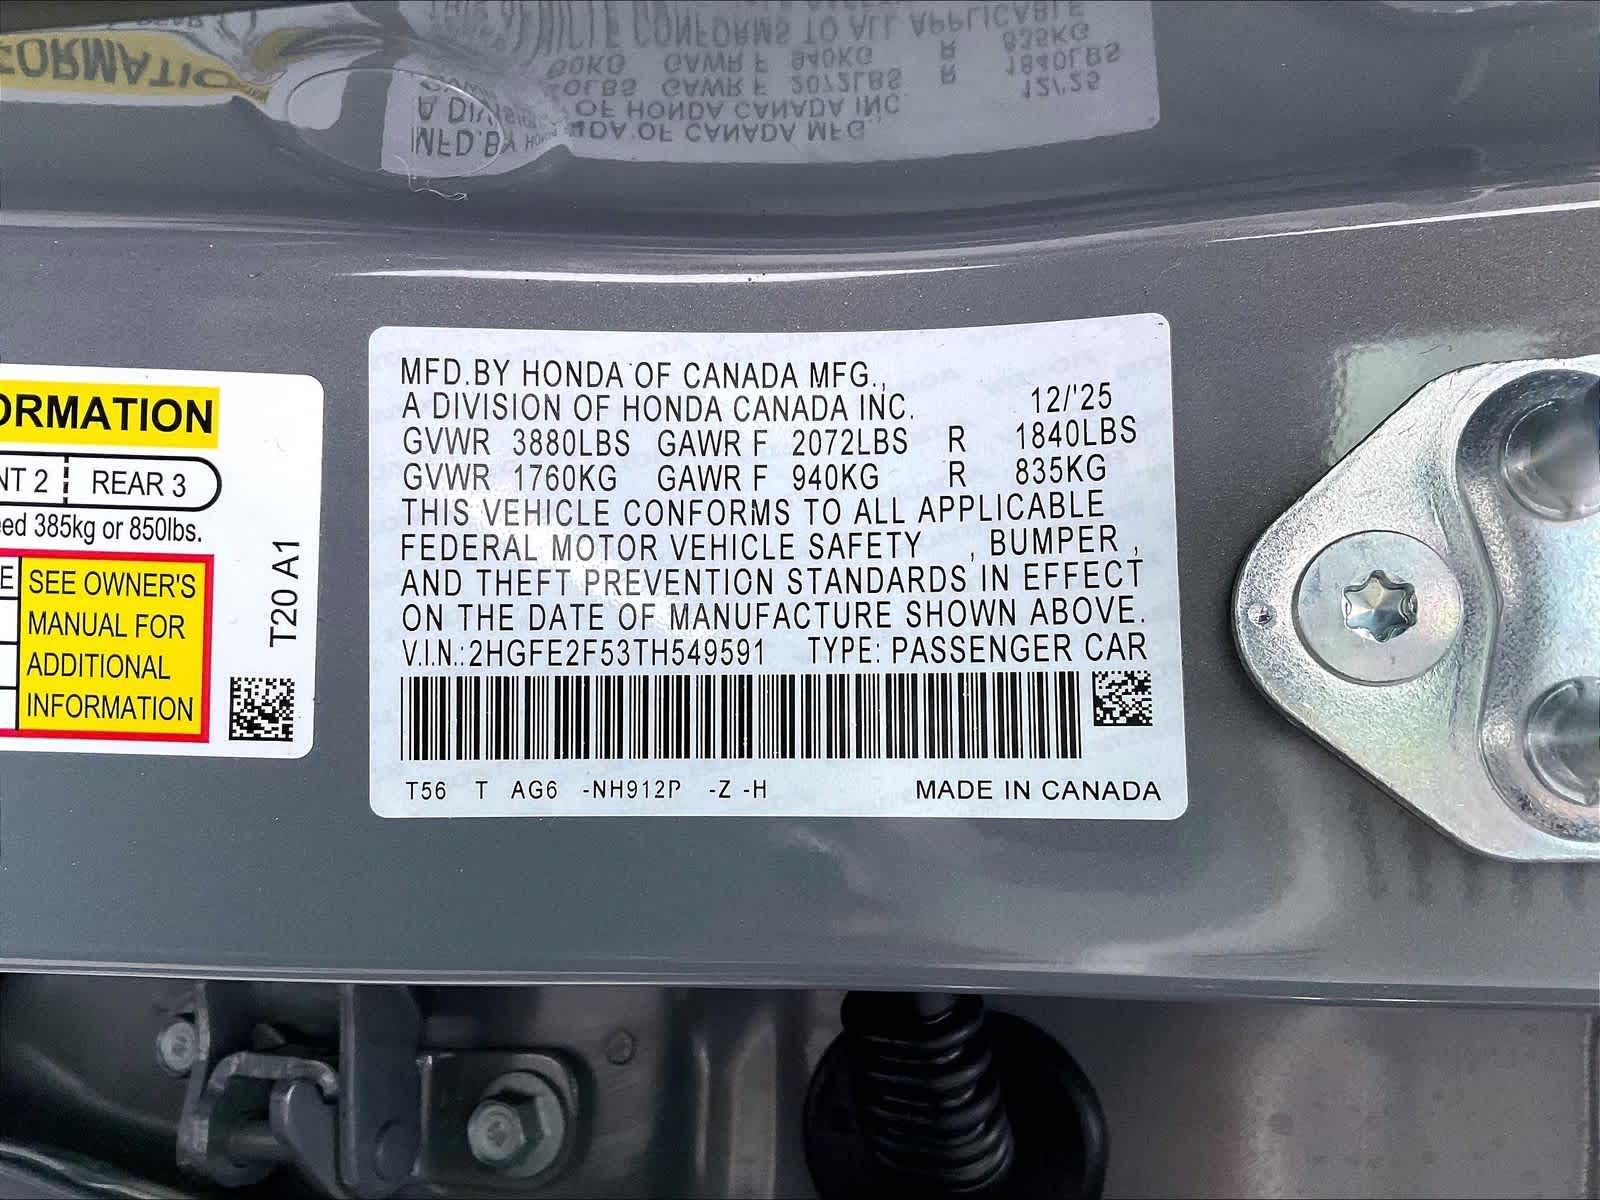 ORMATION
NT 2 REAR 3
eed 385kg or 850lbs.
E SEE OWNER'S
MANUAL FOR
ADDITIONAL
INFORMATION
T20 A1
MFD.BY HONDA OF CANADA MFG.,
A DIVISION OF HONDA CANADA INC. 12/'25
GVWR 3880LBS GAWR F 2072LBS R 1840LBS
GVWR 1760KG GAWR F 940KG R 835KG
THIS VEHICLE CONFORMS TO ALL APPLICABLE
FEDERAL MOTOR VEHICLE SAFETY , BUMPER ,
AND THEFT PREVENTION STANDARDS IN EFFECT
ON THE DATE OF MANUFACTURE SHOWN ABOVE.
V.I.N.:2HGFE2F53TH549591 TYPE: PASSENGER CAR
T56 T AG6 -NH912P -Z -H MADE IN CANADA